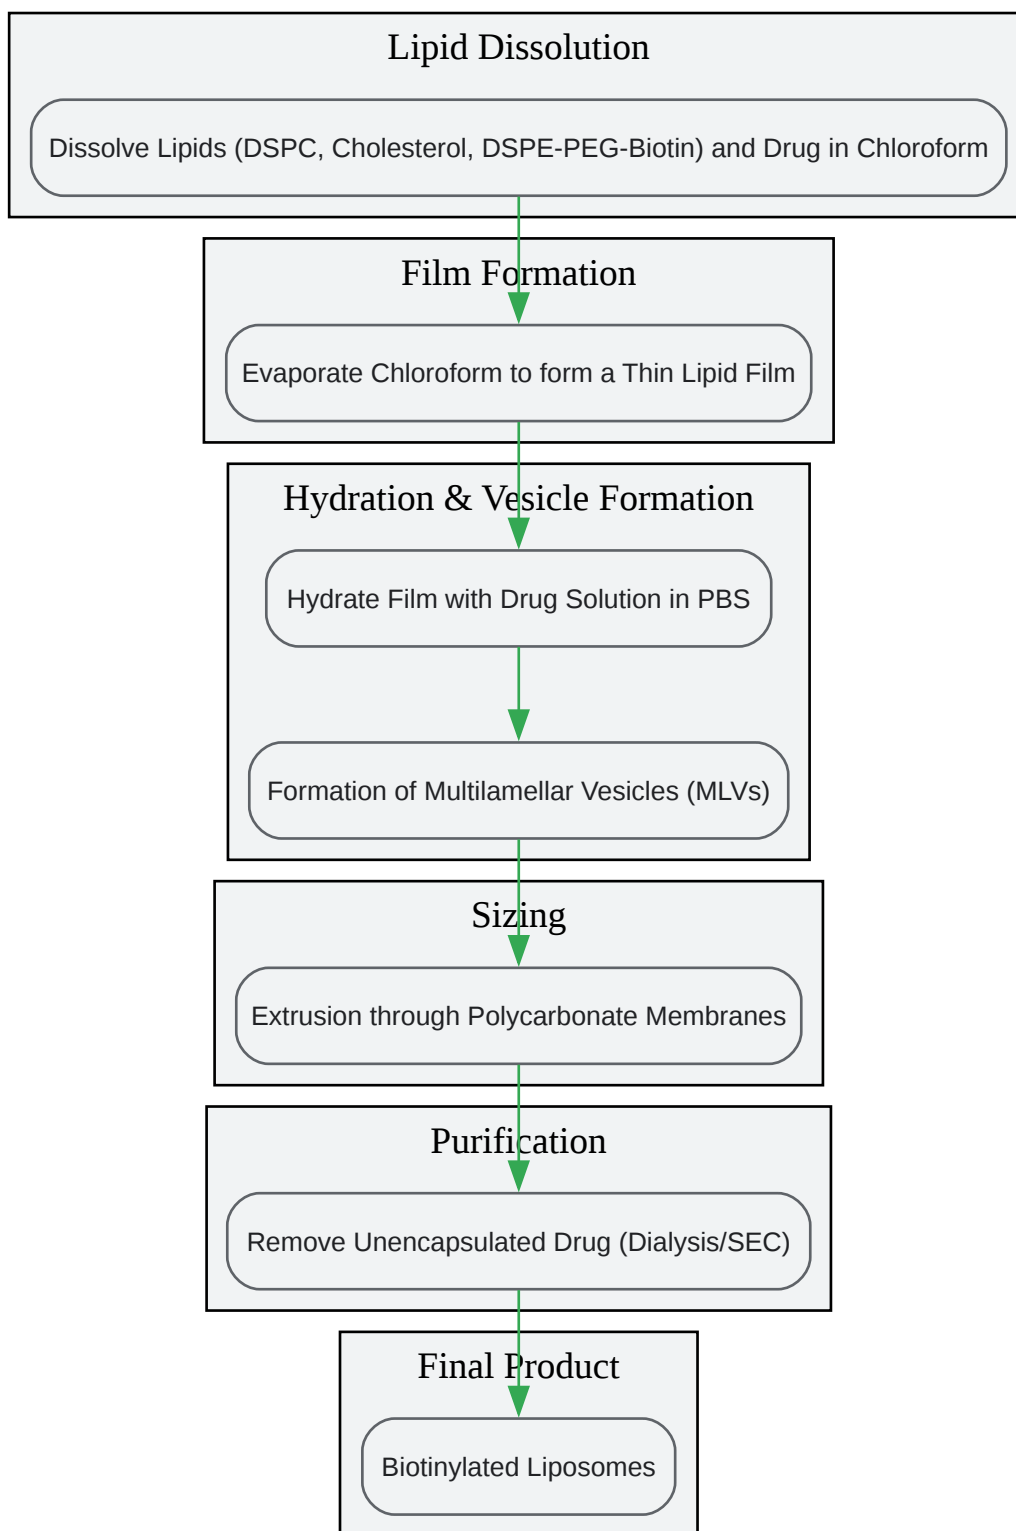 Lipid Dissolution
Dissolve Lipids (DSPC, Cholesterol, DSPE-PEG-Biotin) and Drug in Chloroform
Film Formation
Evaporate Chloroform to form a Thin Lipid Film
Hydration & Vesicle Formation
Hydrate Film with Drug Solution in PBS
Formation of Multilamellar Vesicles (MLVs)
Sizing
Extrusion through Polycarbonate Membranes
Purification
Remove Unencapsulated Drug (Dialysis/SEC)
Final Product
Biotinylated Liposomes